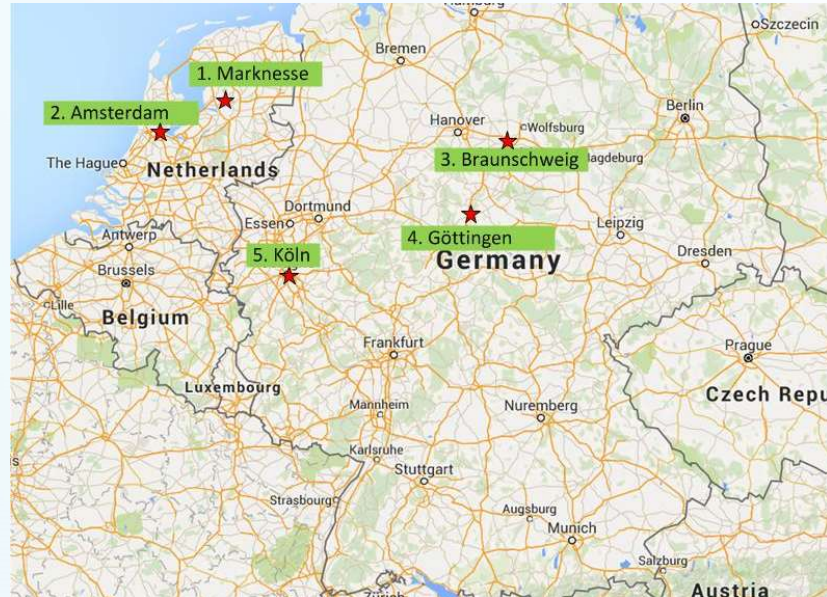 Hamburg
Szczecin
Bremen
1. Marknesse
2. Amsterdam
Berlin
Hanover
Wolfsburg
3. Braunschweig
Magdeburg
The Hague
Netherlands
Dortmund
Essen
4. Göttingen
Leipzig
Antwerp
5. Köln
Dresden
Brussels
Germany
Lille
Belgium
Frankfurt
Prague
Luxembourg
Czech Repu
Mannheim
Nuremberg
Karlsruhe
Stuttgart
Strasbourg
Augsburg
Munich
Salzburg
Zürich
Austria